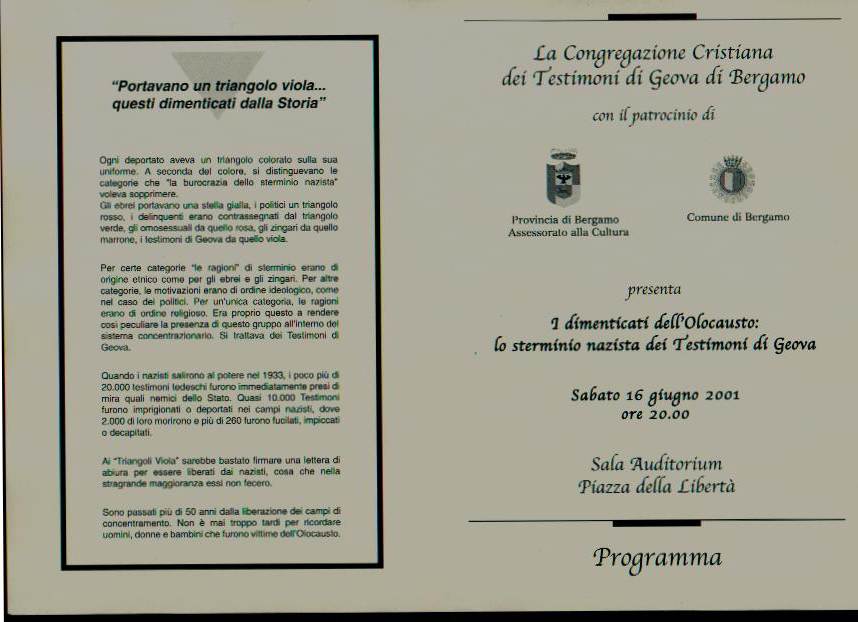 "Portavano un triangolo viola...
questi dimenticati dalla Storia"
Ogni deportato aveva un triangolo colorato sulla sua
uniforme. A seconda del colore, si distinguevano le
categorie che "la burocrazia dello sterminio nazista"
voleva sopprimere.
Gli ebrei portavano una stella gialla, i politici un triangolo
rosso, i delinquenti erano contrassegnati dal triangolo
verde, gli omosessuali da quello rosa, gli zingari da quello
marrone, i testimoni di Geova da quello viola.
Per certe categorie "le ragioni" di sterminio erano di
origine etnico come per gli ebrei e gli zingari. Per altre
categorie, le motivazioni erano di ordine ideologico, come
nel caso dei politici. Per un'unica categoria, le ragioni
erano di ordine religioso. Era proprio questo a rendere
così peculiare la presenza di questo gruppo all'interno del
sistema concentrazionario. Si trattava dei Testimoni di
Geova.
Quando i nazisti salirono al potere nel 1933, i poco più di
20.000 testimoni tedeschi furono immediatamente presi di
mira quali nemici dello Stato. Quasi 10.000 Testimoni
furono imprigionati o deportati nei campi nazisti, dove
2.000 di loro morirono e più di 260 furono fucilati, impiccati
o decapitati.
Ai "Triangoli Viola" sarebbe bastato firmare una lettera di
abiura per essere liberati dai nazisti, cosa che nella
stragrande maggioranza essi non fecero.
Sono passati più di 50 anni dalla liberazione dei campi di
concentramento. Non è mai troppo tardi per ricordare
uomini, donne e bambini che furono vittime dell'Olocausto.
La Congregazione Cristiana
dei Testimoni di Geova di Bergamo
con il patrocinio di
Provincia di Bergamo
Assessorato alla Cultura
Comune di Bergamo
presenta
I dimenticati dell'Olocausto:
lo sterminio nazista dei Testimoni di Geova
Sabato 16 giugno 2001
ore 20.00
Sala Auditorium
Piazza della Libertà
Programma